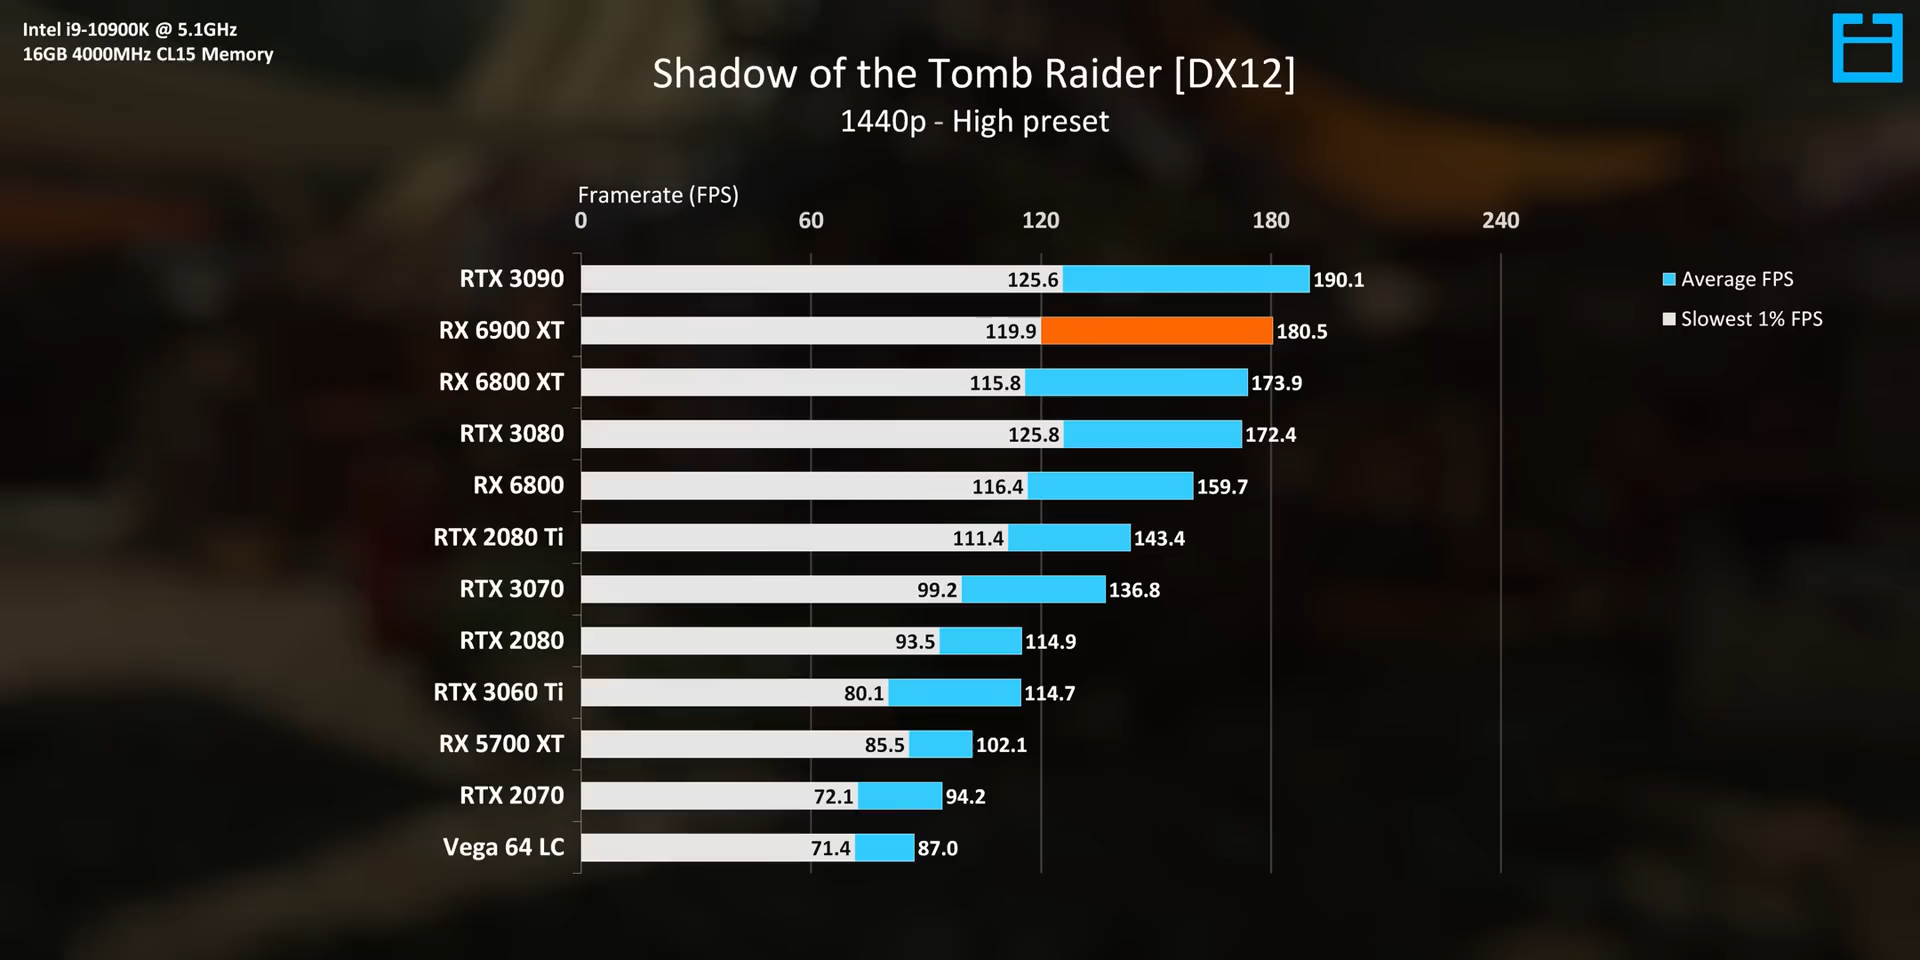 Intel i9-10900K @ 5.1GHz
16GB 4000MHz CL15 Memory
Shadow of the Tomb Raider [DX12]
1440p - High preset
Framerate (FPS)
0 60 120 180 240
RTX 3090 125.6 190.1
RX 6900 XT 119.9 180.5
RX 6800 XT 115.8 173.9
RTX 3080 125.8 172.4
RX 6800 116.4 159.7
RTX 2080 Ti 111.4 143.4
RTX 3070 99.2 136.8
RTX 2080 93.5 114.9
RTX 3060 Ti 80.1 114.7
RX 5700 XT 85.5 102.1
RTX 2070 72.1 94.2
Vega 64 LC 71.4 87.0
Average FPS
Slowest 1% FPS